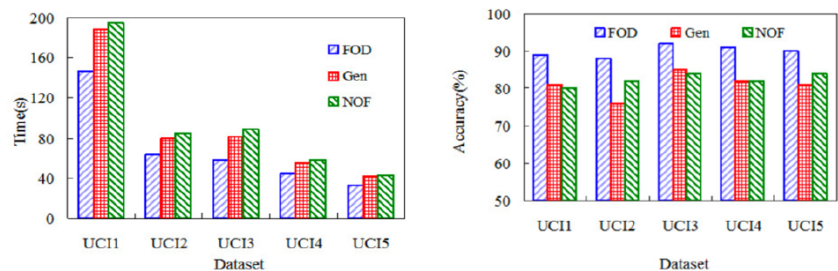 200
160
120
80
40
0
Time(s)
FOD
Gen
NOF
UCI1 UCI2 UCI3 UCI4 UCI5
Dataset
100
90
80
70
60
50
Accuracy(%)
FOD Gen NOF
UCI1 UCI2 UCI3 UCI4 UCI5
Dataset